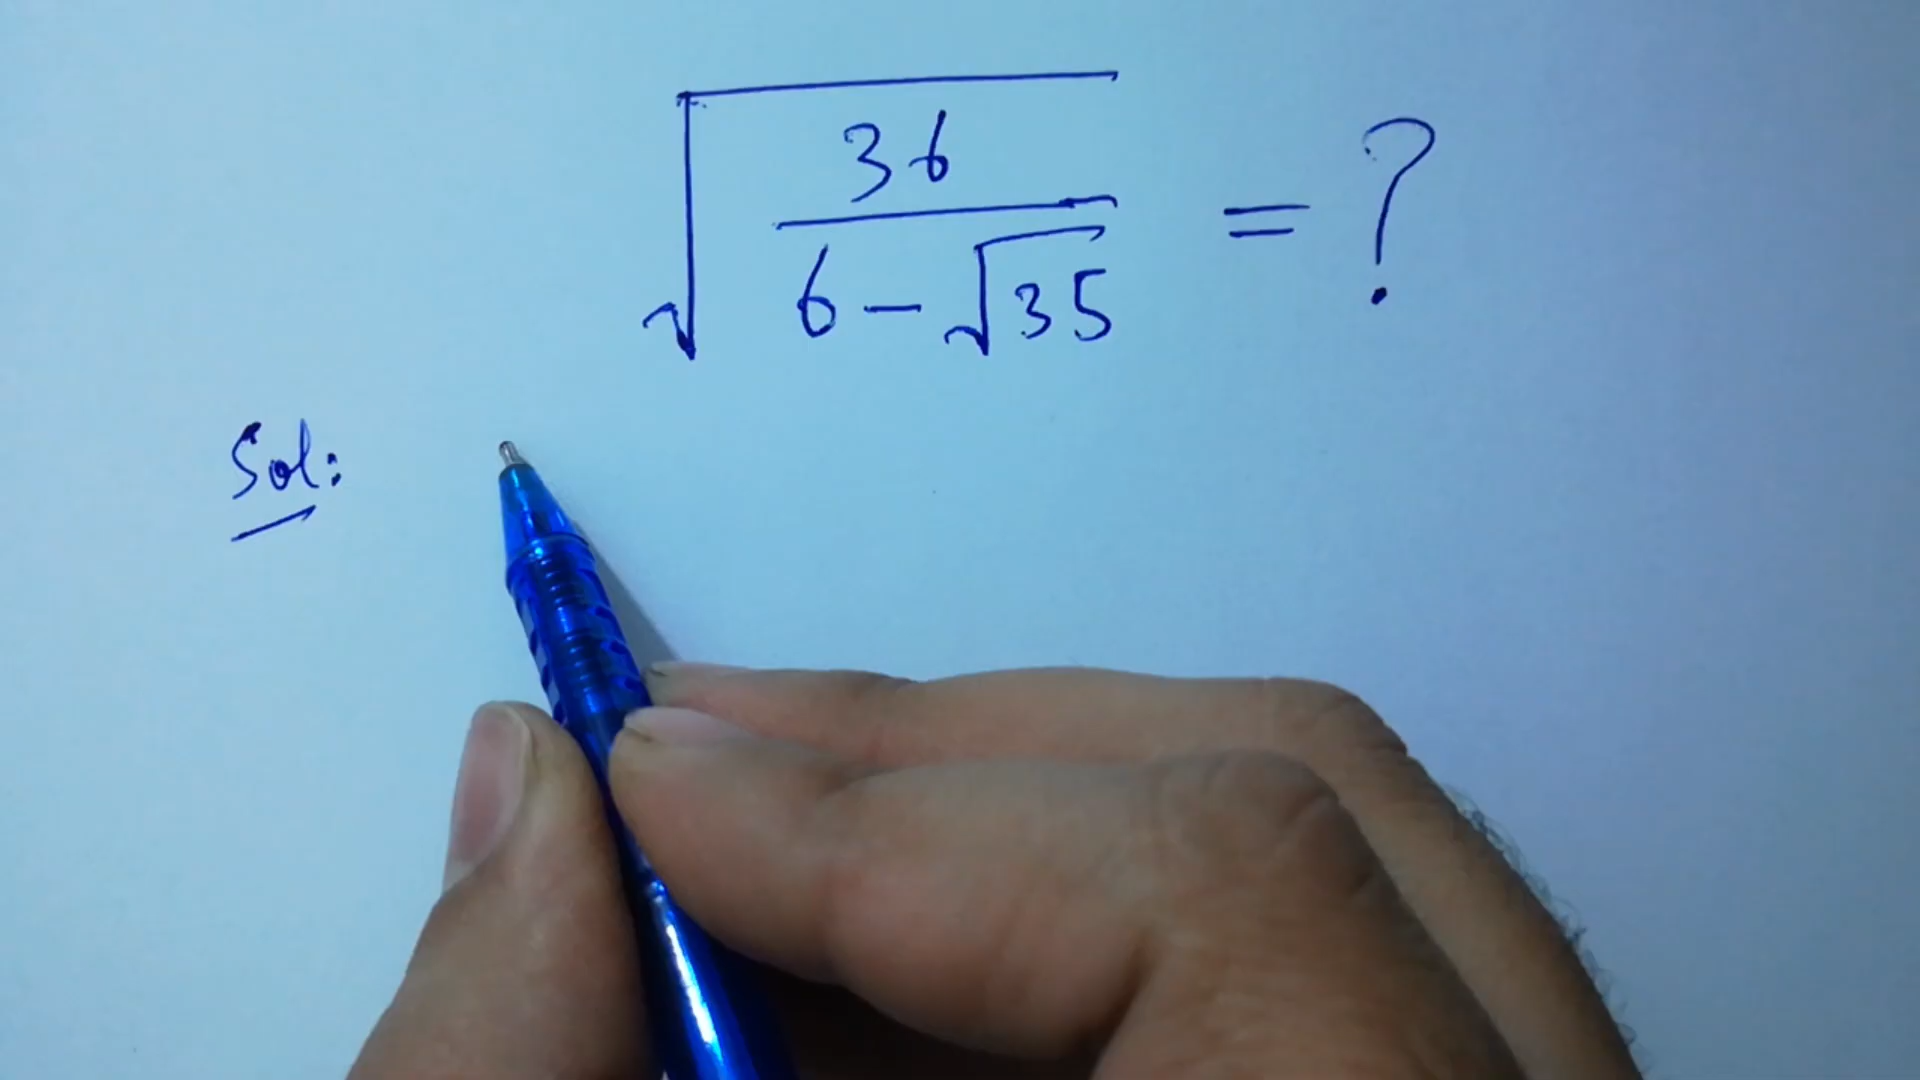 √(36/(6-√35)) = ?
Sol: